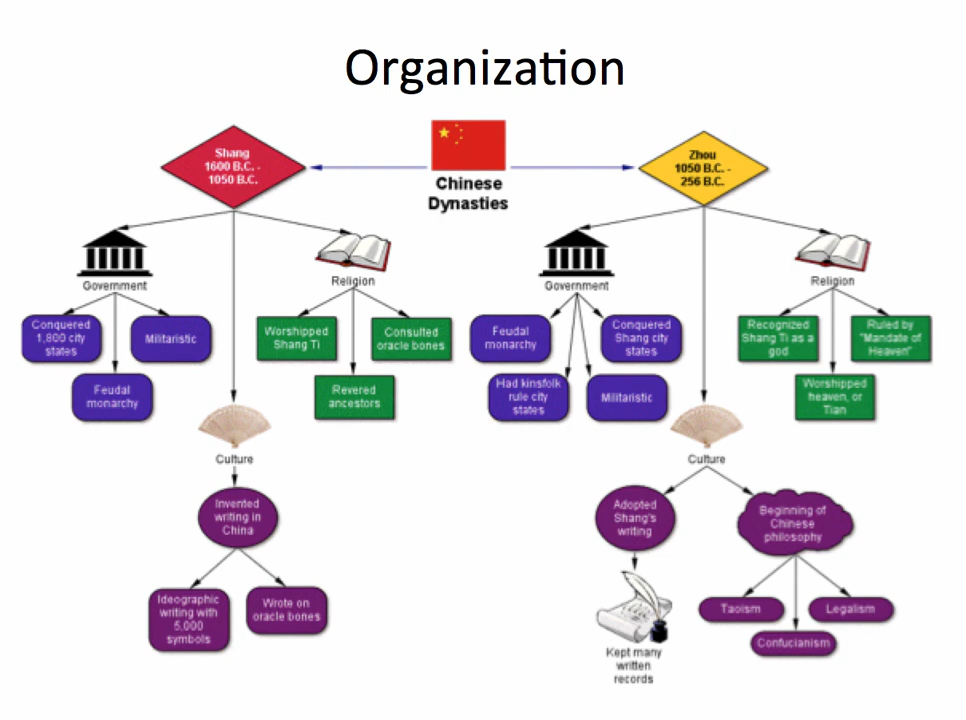 Organization
Shang
1600 B.C. -
1050 B.C.
Chinese
Dynasties
Zhou
1050 B.C. -
256 B.C.
Government
Religion
Conquered
1,800 city
states
Militaristic
Feudal
monarchy
Worshipped
Shang Ti
Consulted
oracle bones
Revered
ancestors
Culture
Invented
writing in
China
Ideographic
writing with
5,000
symbols
Wrote on
oracle bones
Government
Religion
Feudal
monarchy
Conquered
Shang city
states
Had kinsfolk
rule city
states
Militaristic
Recognized
Shang Ti as a
god
Ruled by
"Mandate of
Heaven"
Worshipped
heaven, or
Tian
Culture
Adopted
Shang's
writing
Kept many
written
records
Beginning of
Chinese
philosophy
Taoism
Legalism
Confucianism